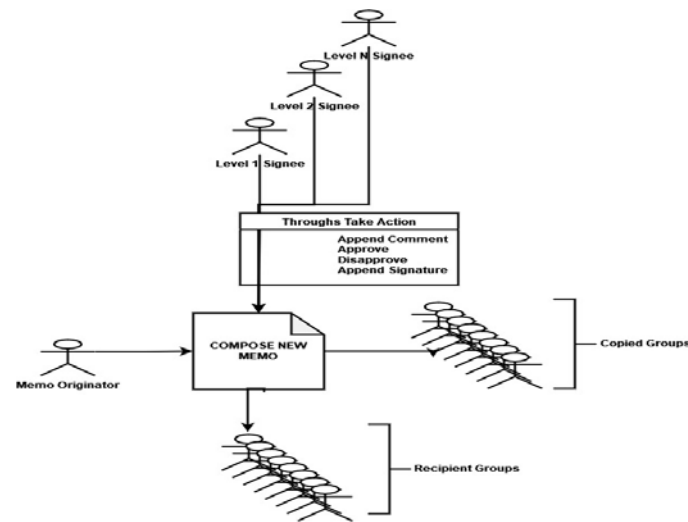 Level N Signee
Level 2 Signee
Level 1 Signee
Throughs Take Action
Append Comment
Approve
Disapprove
Append Signature
COMPOSE NEW
MEMO
Memo Originator
Copied Groups
Recipient Groups